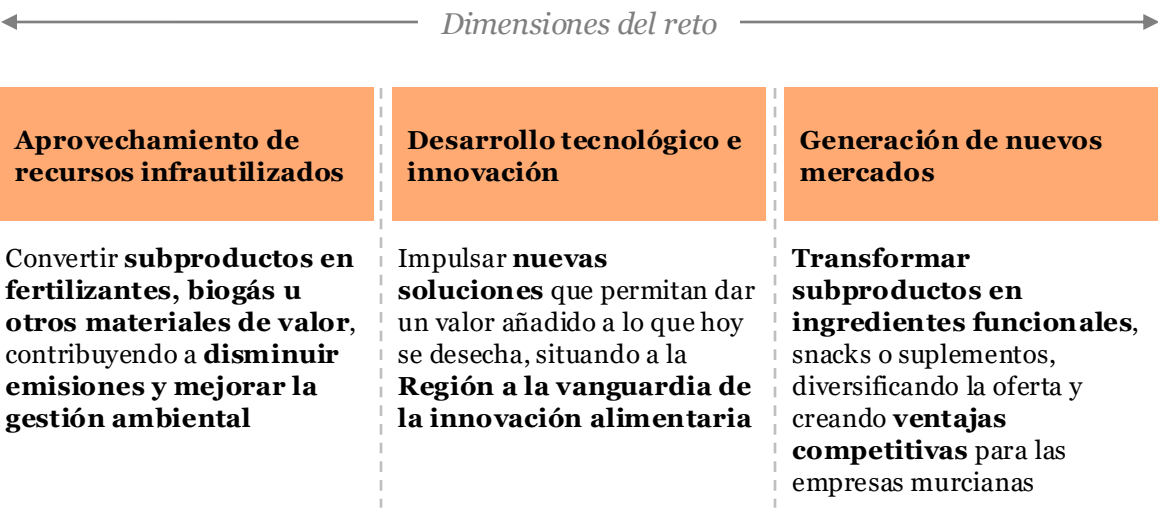 Dimensiones del reto
Aprovechamiento de
recursos infrautilizados
Convertir subproductos en
fertilizantes, biogás u
otros materiales de valor,
contribuyendo a disminuir
emisiones y mejorar la
gestión ambiental
Desarrollo tecnológico e
innovación
Impulsar nuevas
soluciones que permitan dar
un valor añadido a lo que hoy
se desecha, situando a la
Región a la vanguardia de
la innovación alimentaria
Generación de nuevos
mercados
Transformar
subproductos en
ingredientes funcionales,
snacks o suplementos,
diversificando la oferta y
creando ventajas
competitivas para las
empresas murcianas